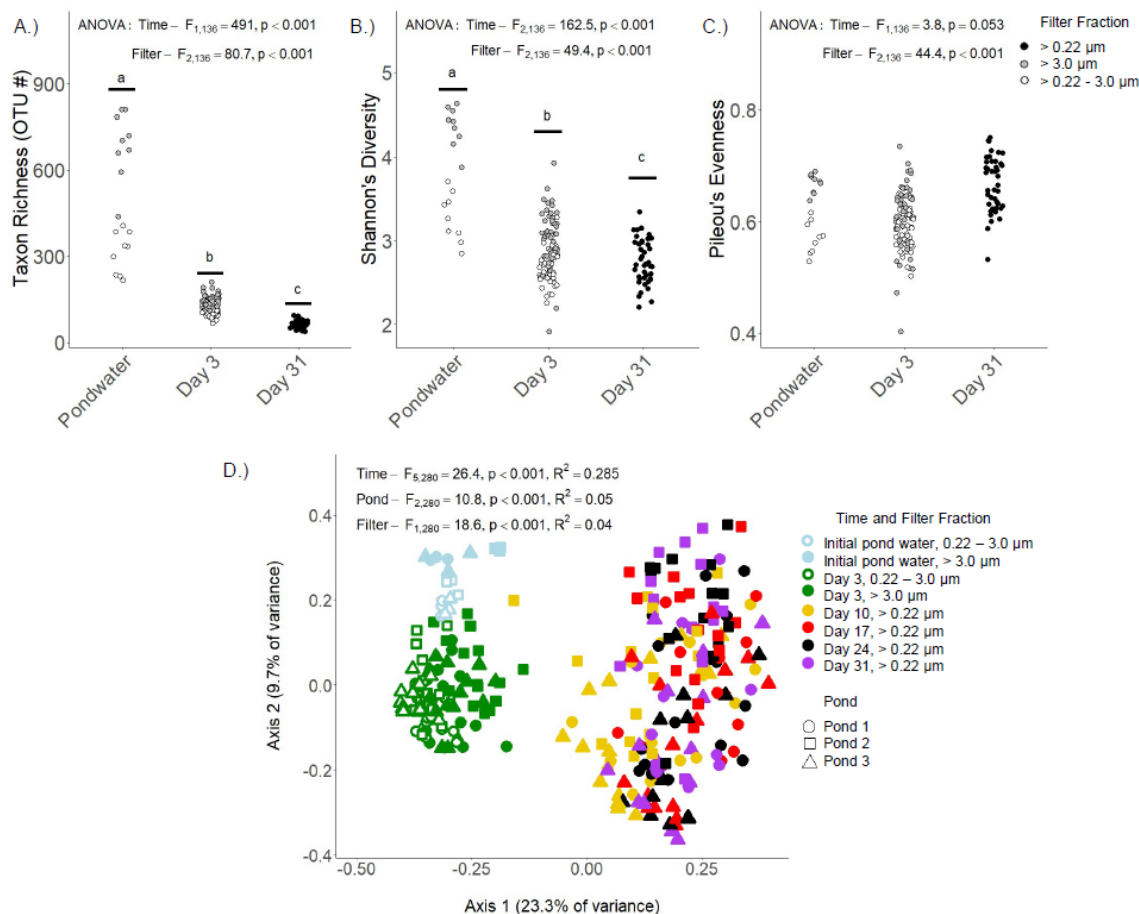 A.)
ANOVA : Time – F1,136 = 491, p < 0.001
Filter – F2,136 = 80.7, p < 0.001
Taxon Richness (OTU #)
900
600
300
0
a
b
c
Pondwater
Day 3
Day 31
B.)
ANOVA : Time – F2,136 = 162.5, p < 0.001
Filter – F2,136 = 49.4, p < 0.001
Shannon's Diversity
5
4
3
2
a
b
c
Pondwater
Day 3
Day 31
C.)
ANOVA : Time – F1,136 = 3.8, p = 0.053
Filter – F2,136 = 44.4, p < 0.001
Pileou's Evenness
0.8
0.6
0.4
Pondwater
Day 3
Day 31
Filter Fraction
> 0.22 µm
> 3.0 µm
> 0.22 - 3.0 µm
D.)
Time – F5,280 = 26.4, p < 0.001, R2 = 0.285
Pond – F2,280 = 10.8, p < 0.001, R2 = 0.05
Filter – F1,280 = 18.6, p < 0.001, R2 = 0.04
Axis 2 (9.7% of variance)
0.4
0.2
0.0
-0.2
-0.4
-0.50
-0.25
0.00
0.25
Axis 1 (23.3% of variance)
Time and Filter Fraction
Initial pond water, 0.22 – 3.0 µm
Initial pond water, > 3.0 µm
Day 3, 0.22 – 3.0 µm
Day 3, > 3.0 µm
Day 10, > 0.22 µm
Day 17, > 0.22 µm
Day 24, > 0.22 µm
Day 31, > 0.22 µm
Pond
Pond 1
Pond 2
Pond 3